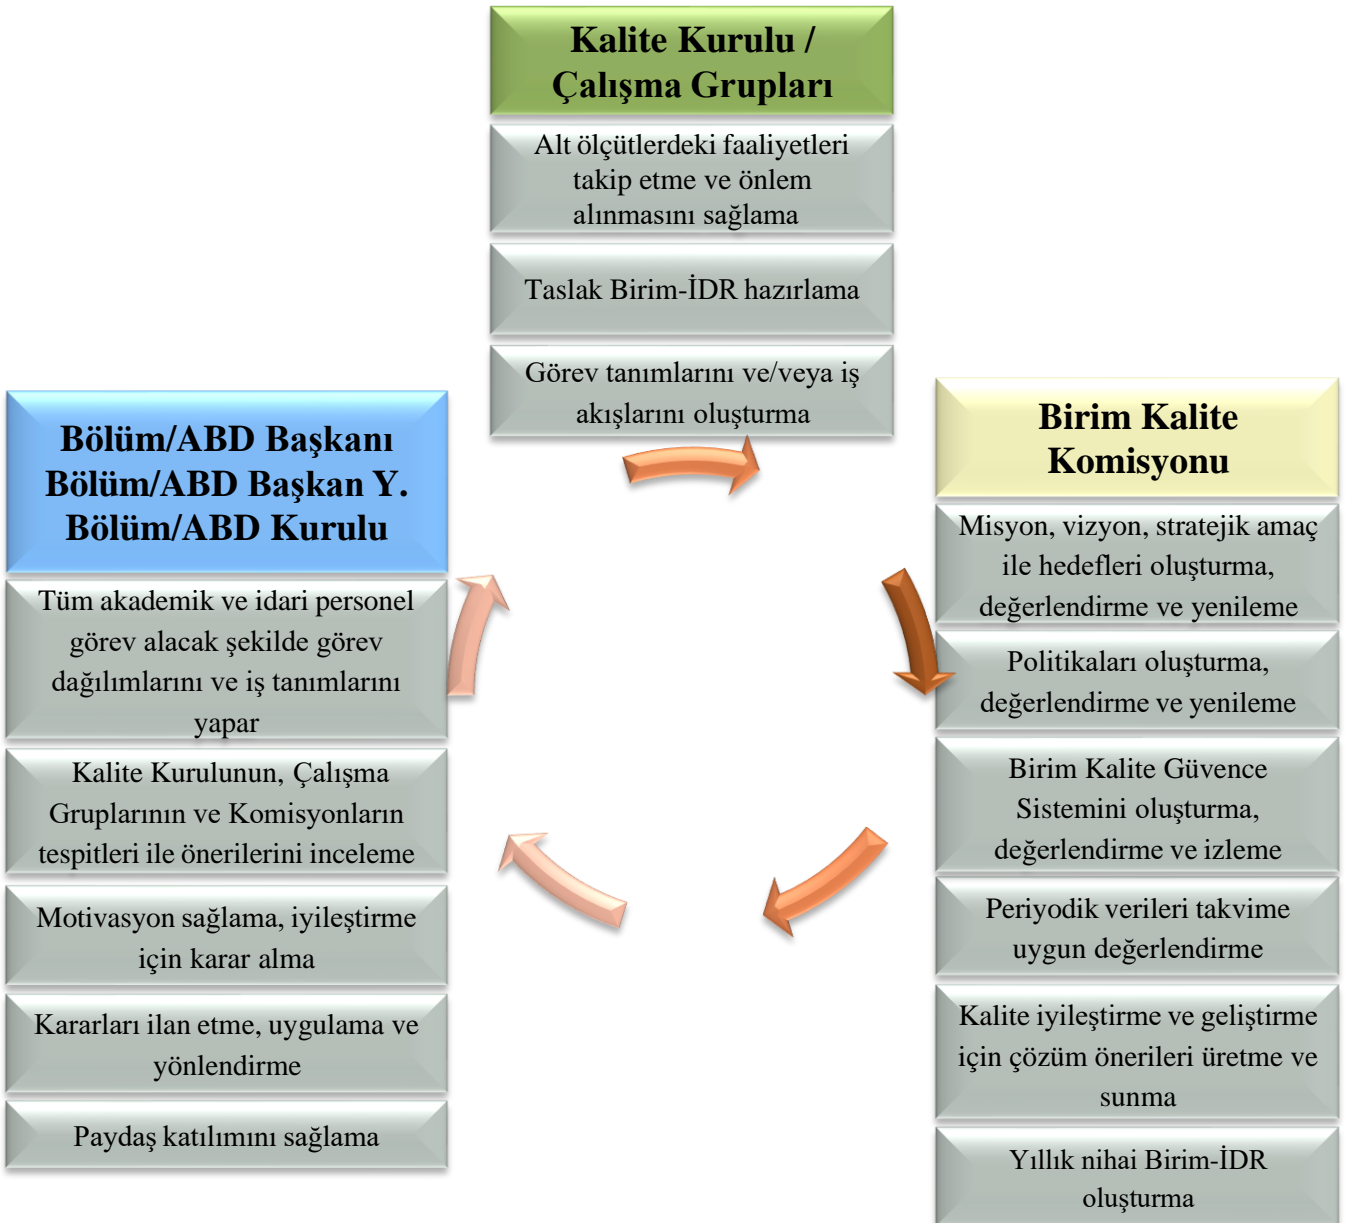 Kalite Kurulu /
Çalışma Grupları
Alt ölçütlerdeki faaliyetleri
takip etme ve önlem
alınmasını sağlama
Taslak Birim-İDR hazırlama
Görev tanımlarını ve/veya iş
akışlarını oluşturma
Birim Kalite
Komisyonu
Misyon, vizyon, stratejik amaç
ile hedefleri oluşturma,
değerlendirme ve yenileme
Politikaları oluşturma,
değerlendirme ve yenileme
Birim Kalite Güvence
Sistemini oluşturma,
değerlendirme ve izleme
Periyodik verileri takvime
uygun değerlendirme
Kalite iyileştirme ve geliştirme
için çözüm önerileri üretme ve
sunma
Yıllık nihai Birim-İDR
oluşturma
Bölüm/ABD Başkanı
Bölüm/ABD Başkan Y.
Bölüm/ABD Kurulu
Tüm akademik ve idari personel
görev alacak şekilde görev
dağılımlarını ve iş tanımlarını
yapar
Kalite Kurulunun, Çalışma
Gruplarının ve Komisyonların
tespitleri ile önerilerini inceleme
Motivasyon sağlama, iyileştirme
için karar alma
Kararları ilan etme, uygulama ve
yönlendirme
Paydaş katılımını sağlama